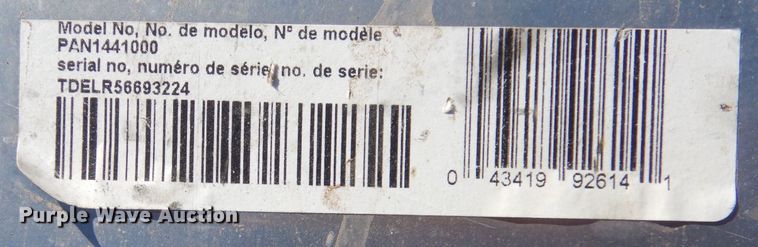 Model No, No. de modelo, N° de modèle
PAN1441000
serial no, numéro de série, no. de serie:
TDELR56693224
0 43419 92614 1
Purple Wave Auction